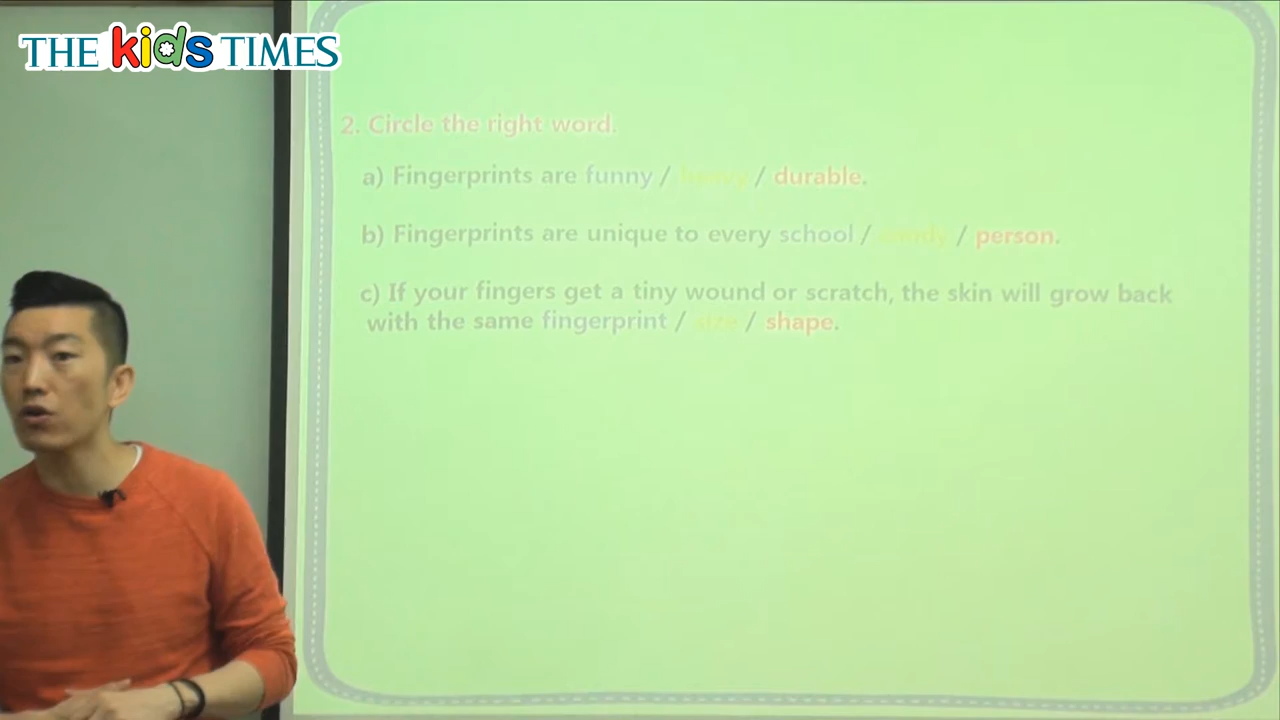 THE kids TIMES
2. Circle the right word.
a) Fingerprints are funny / / durable.
b) Fingerprints are unique to every school / / person.
c) If your fingers get a tiny wound or scratch, the skin will grow back
with the same fingerprint / size / shape.